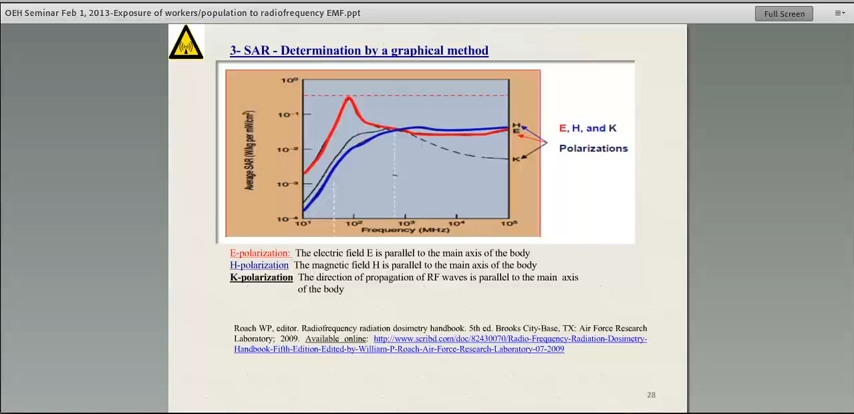 OEH Seminar Feb 1, 2013-Exposure of workers/population to radiofrequency EMF.ppt
Full Screen
3- SAR - Determination by a graphical method
Average SAR (W/kg per mW/cm²)
10⁰
10⁻¹
10⁻²
10⁻³
10⁻⁴
10¹
10²
10³
10⁴
10⁵
Frequency (MHz)
H
E
K
E, H, and K
Polarizations
E-polarization: The electric field E is parallel to the main axis of the body
H-polarization The magnetic field H is parallel to the main axis of the body
K-polarization The direction of propagation of RF waves is parallel to the main axis
of the body
Roach WP, editor. Radiofrequency radiation dosimetry handbook. 5th ed. Brooks City-Base, TX: Air Force Research
Laboratory; 2009. Available online: http://www.scribd.com/doc/82430070/Radio-Frequency-Radiation-Dosimetry-
Handbook-Fifth-Edition-Edited-by-William-P-Roach-Air-Force-Research-Laboratory-07-2009
28